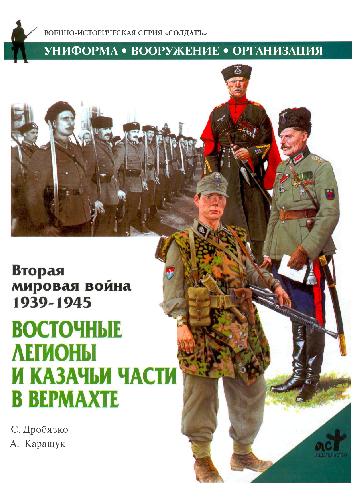 ВОЕННО-ИСТОРИЧЕСКАЯ СЕРИЯ «СОЛДАТЪ»
УНИФОРМА • ВООРУЖЕНИЕ • ОРГАНИЗАЦИЯ
Вторая
мировая война
1939-1945
ВОСТОЧНЫЕ
ЛЕГИОНЫ
И КАЗАЧЬИ ЧАСТИ
В ВЕРМАХТЕ
С. Дробязко
А. Каращук
аст